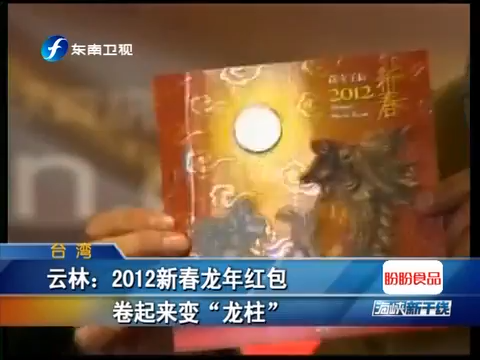 东南卫视
2012
新春
台湾
云林：2012新春龙年红包
卷起来变“龙柱”
盼盼食品
海峡新干线